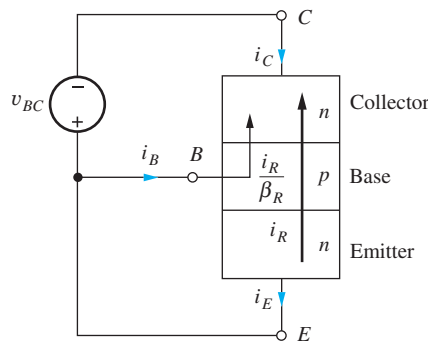 C
i_C
−
v_BC
+
n
Collector
i_B
B
i_R
β_R
p
Base
i_R
n
Emitter
i_E
E